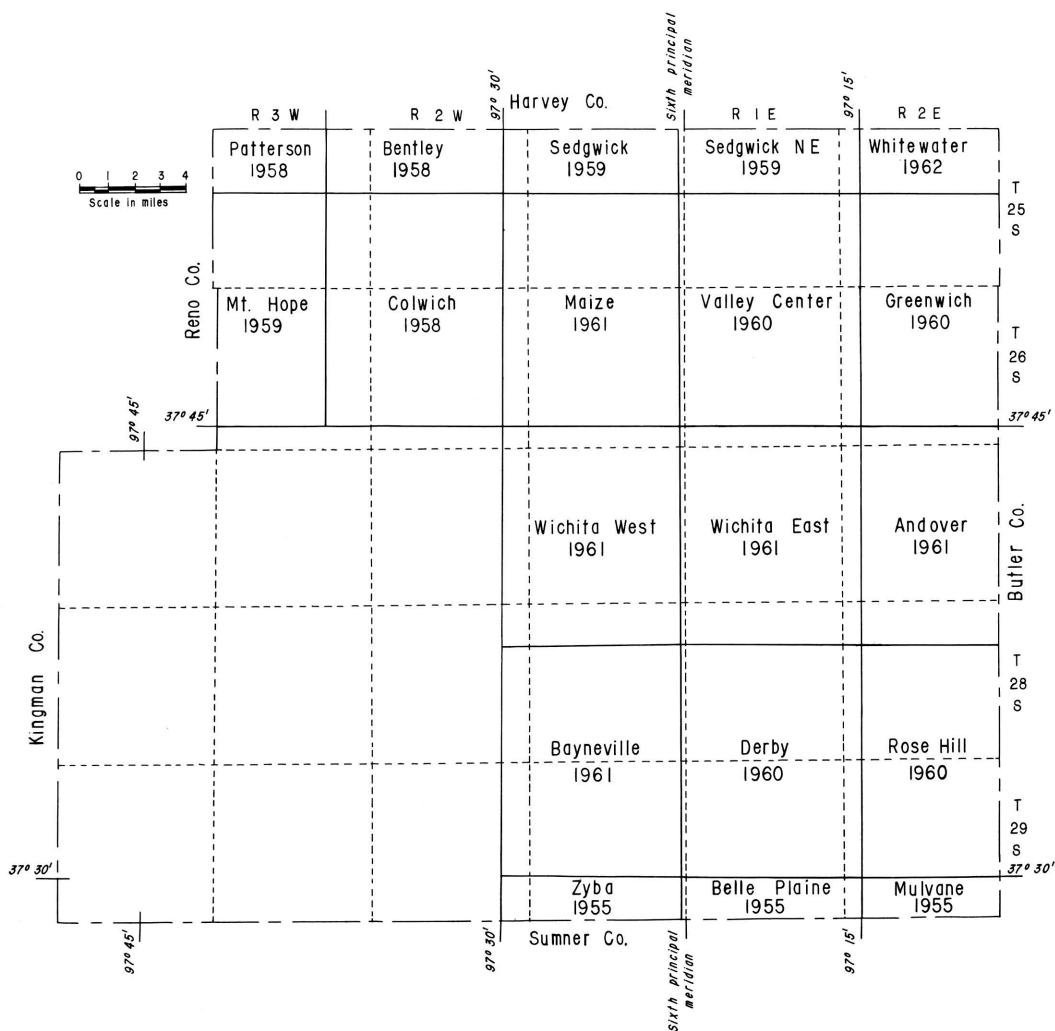 97° 30'
Sixth principal
meridian
97° 15'
Harvey Co.
R 3 W
R 2 W
R 1 E
R 2 E
Patterson
1958
Bentley
1958
Sedgwick
1959
Sedgwick NE
1959
Whitewater
1962
0 1 2 3 4
Scale in miles
T
25
S
Reno Co.
Mt. Hope
1959
Colwich
1958
Maize
1961
Valley Center
1960
Greenwich
1960
T
26
S
97° 45'
37° 45'
37° 45'
Wichita West
1961
Wichita East
1961
Andover
1961
Butler Co.
Kingman Co.
T
28
S
Bayneville
1961
Derby
1960
Rose Hill
1960
T
29
S
37° 30'
37° 30'
Zyba
1955
Belle Plaine
1955
Mulvane
1955
97° 45'
97° 30'
Sumner Co.
Sixth principal
meridian
97° 15'